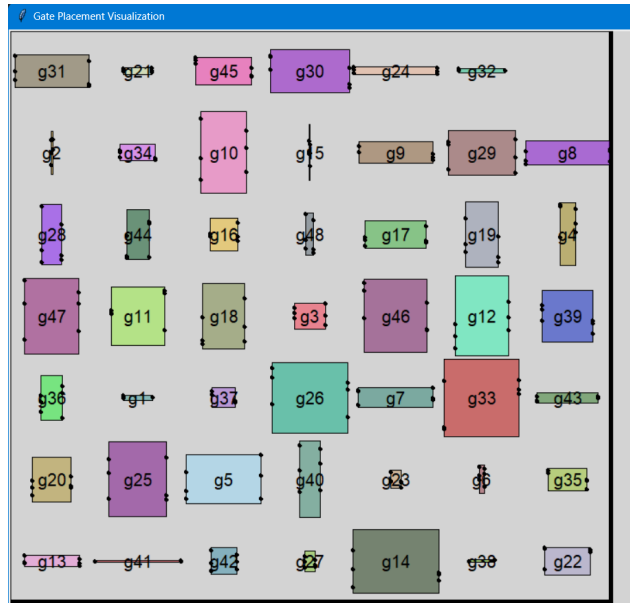 Gate Placement Visualization
g31 g21 g45 g30 g24 g32
g2 g34 g10 g15 g9 g29 g8
g28 g44 g16 g48 g17 g19 g4
g47 g11 g18 g3 g46 g12 g39
g36 g1 g37 g26 g7 g33 g43
g20 g25 g5 g40 g23 g6 g35
g13 g41 g42 g27 g14 g38 g22